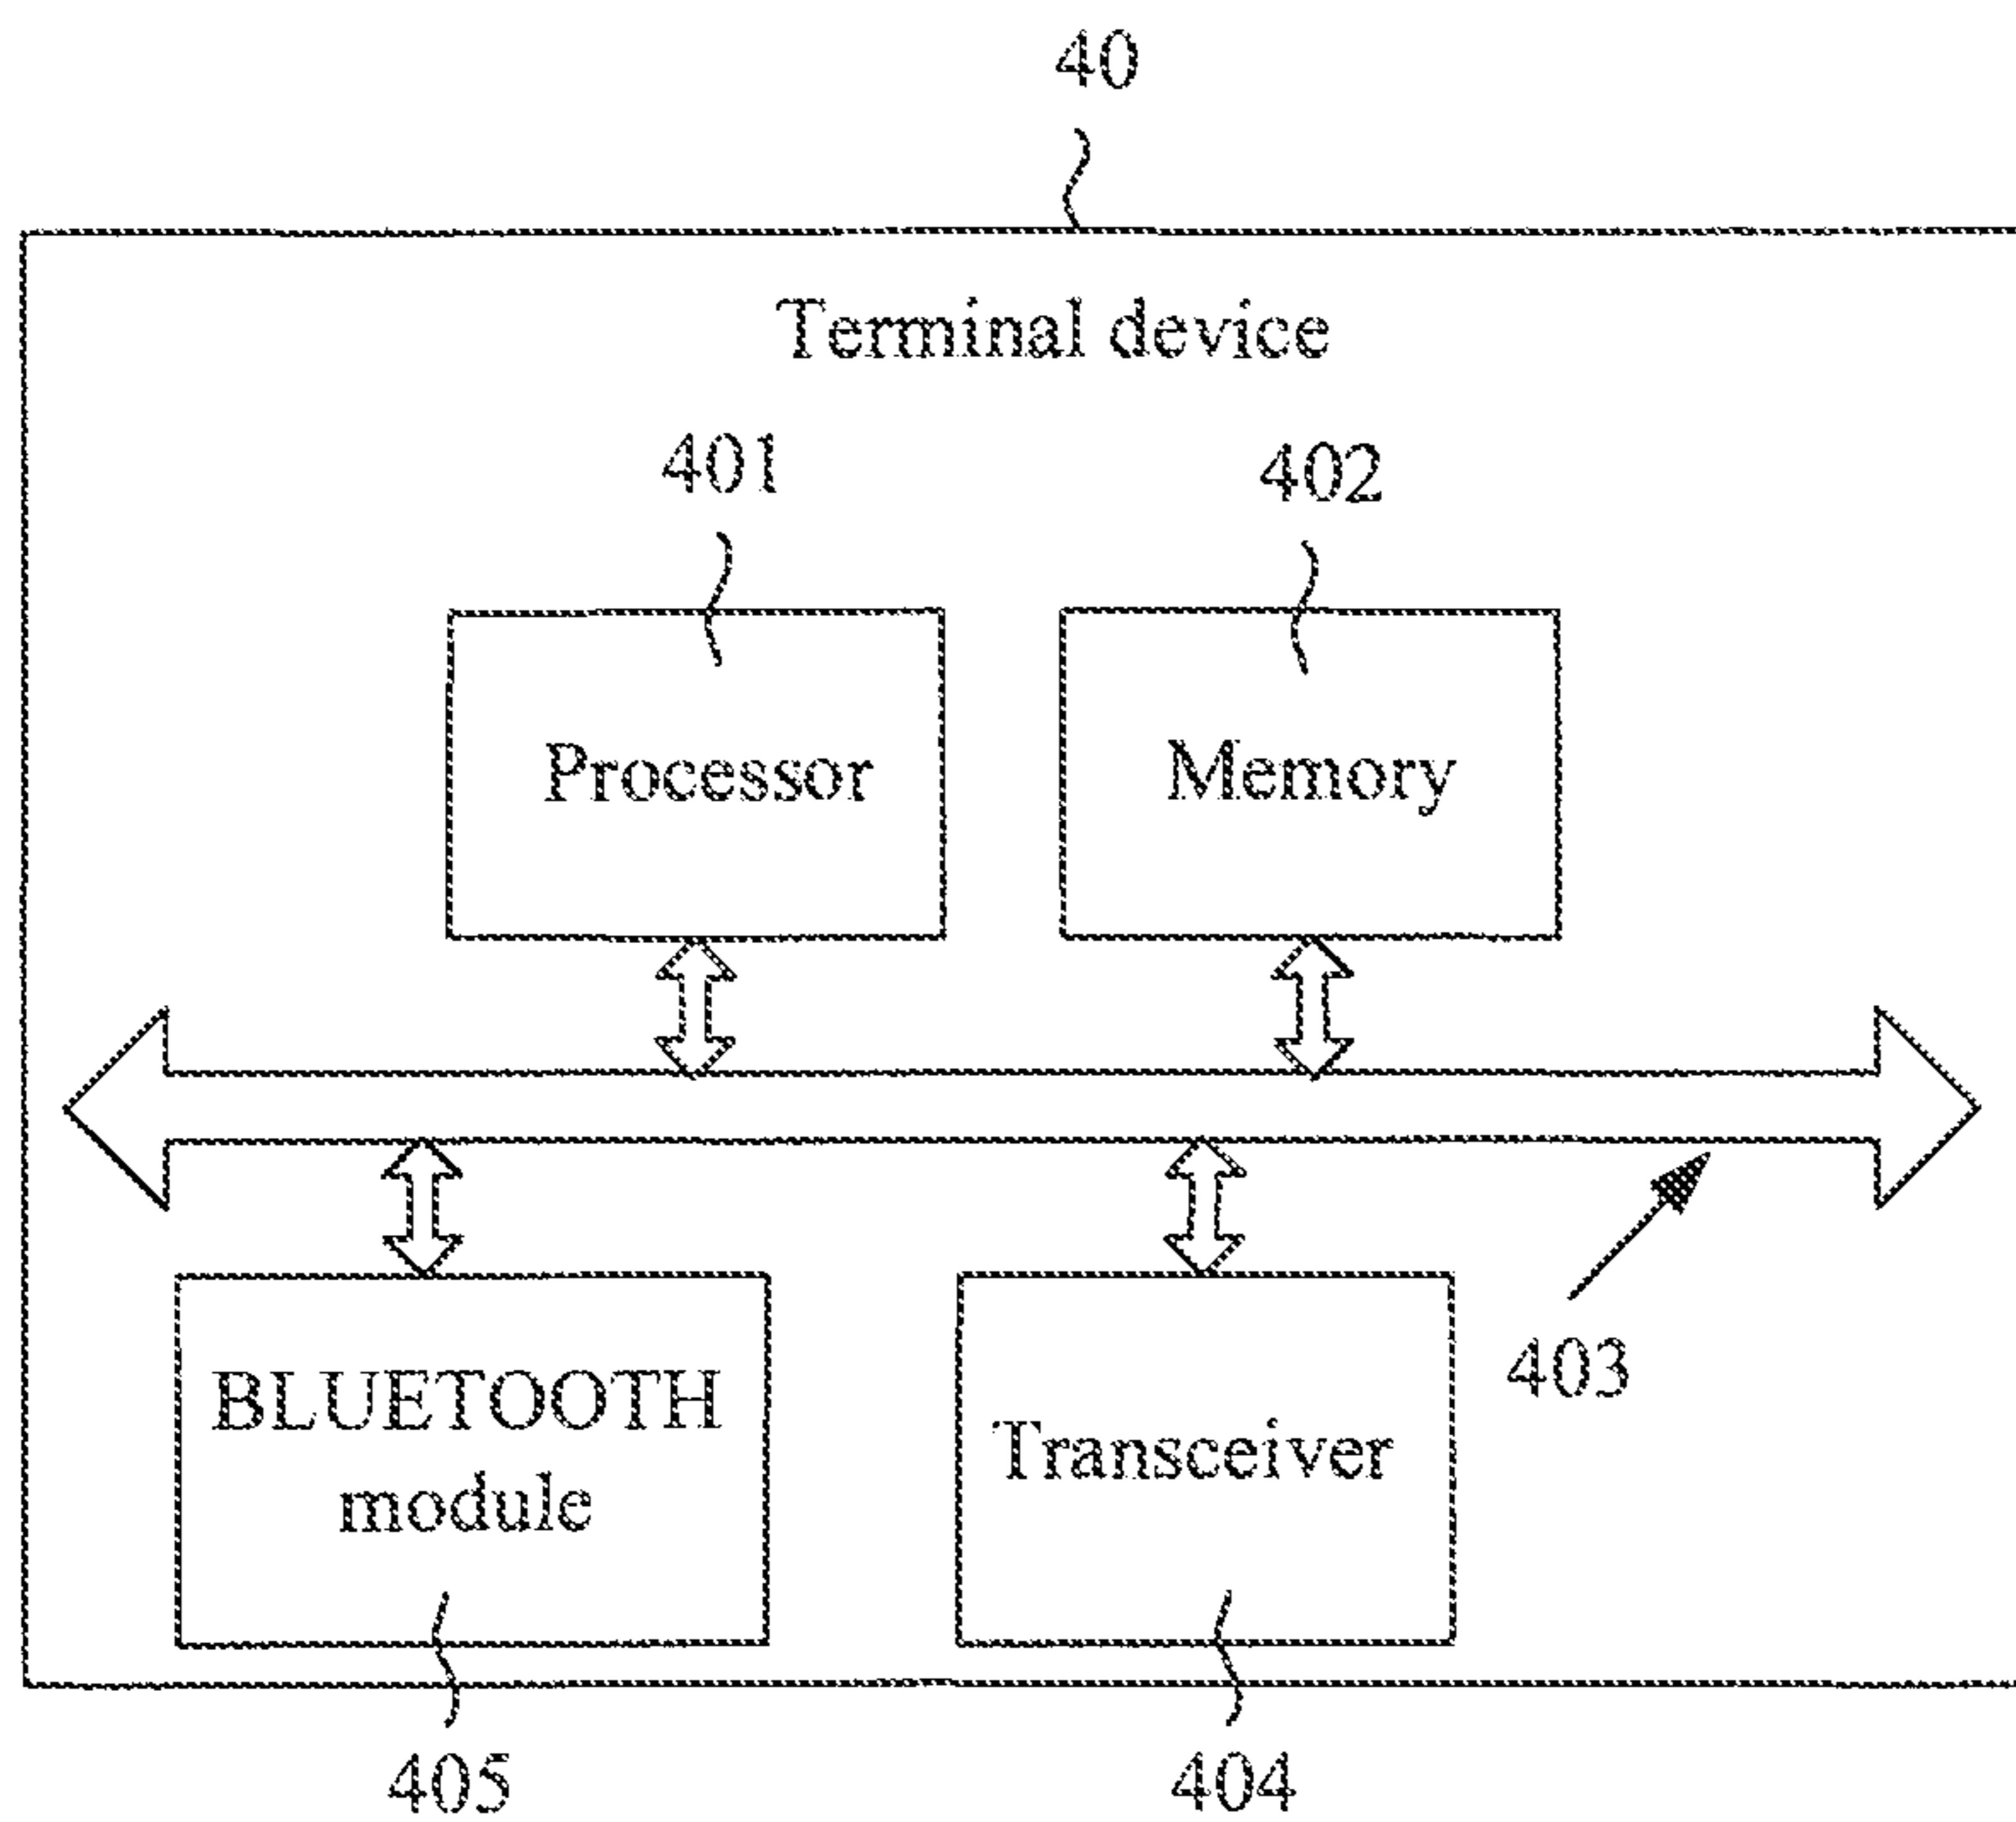 40
Terminal device
401
402
Processor
Memory
403
BLUETOOTH
module
Transceiver
405
404